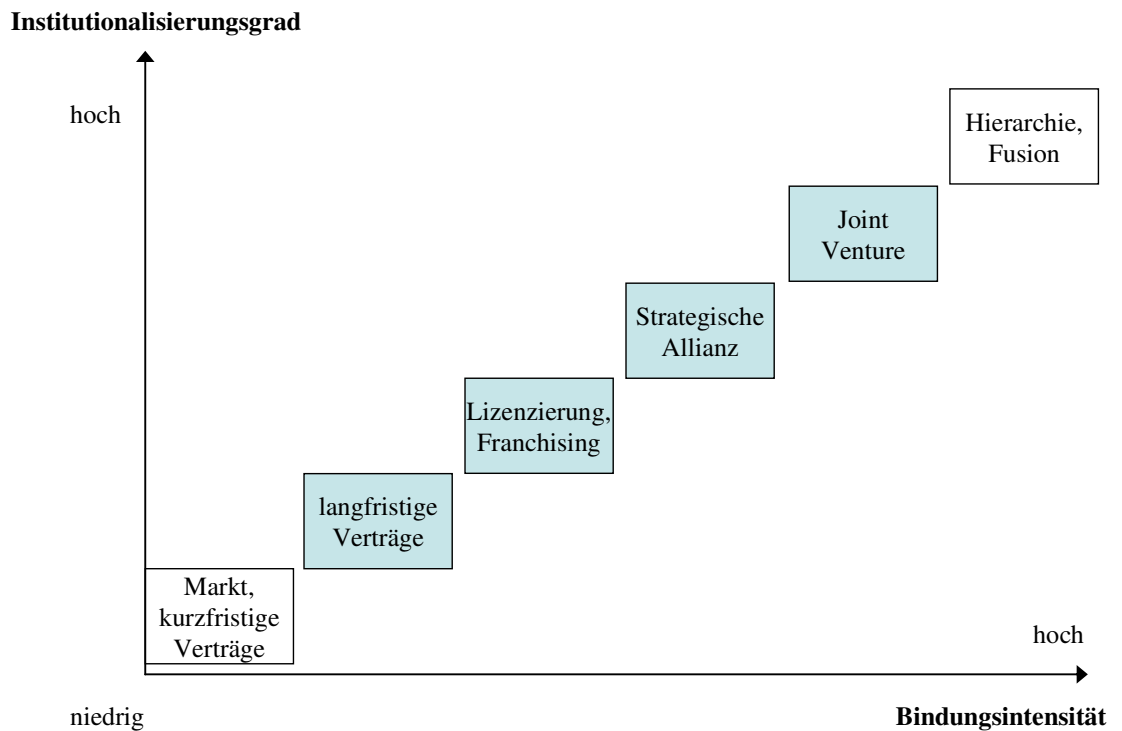 Institutionalisierungsgrad
hoch
Hierarchie,
Fusion
Joint
Venture
Strategische
Allianz
Lizenzierung,
Franchising
langfristige
Verträge
Markt,
kurzfristige
Verträge
hoch
niedrig
Bindungsintensität